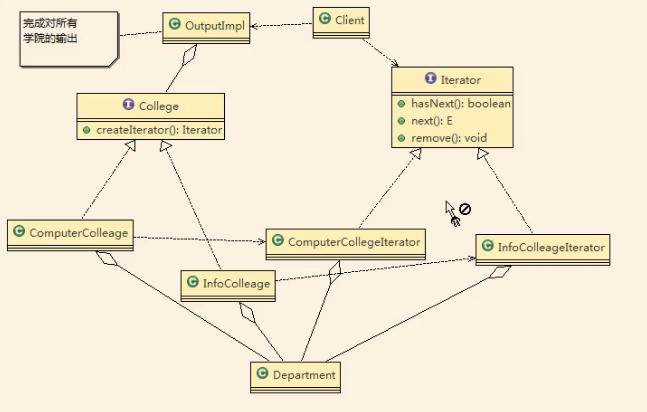 完成对所有
学院的输出
C OutputImpl
C Client
I Iterator
hasNext(): boolean
next(): E
remove(): void
I College
createIterator(): Iterator
C ComputerColleage
C ComputerCollegeIterator
C InfoColleageIterator
C InfoColleage
C Department